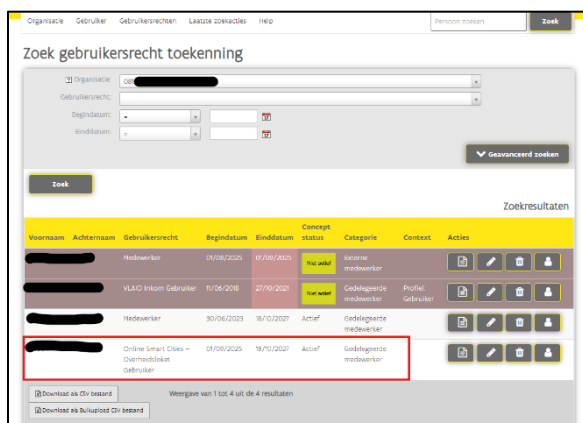 Organisatie Gebruiker Gebruikersrechten Laatste zoekacties Help Persoon zoeken Zoek
Zoek gebruikersrecht toekenning
? Organisatie:
Gebruikersrecht:
Begindatum: =
Einddatum: =
Geavanceerd zoeken
Zoek
Zoekresultaten
Voornaam Achternaam Gebruikersrecht Begindatum Einddatum Concept status Categorie Context Acties
Medewerker 01/08/2025 01/09/2025 Niet actief Externe medewerker
VLAIO Inkom Gebruiker 11/06/2018 27/10/2021 Niet actief Gedelegeerde medewerker Profiel: Gebruiker
Medewerker 30/06/2023 18/10/2027 Actief Gedelegeerde medewerker
Online Smart Cities – Overheidsloket Gebruiker 01/09/2025 18/10/2027 Actief Gedelegeerde medewerker
Download als CSV bestand Weergave van 1 tot 4 uit de 4 resultaten
Download als Bulkupload CSV bestand